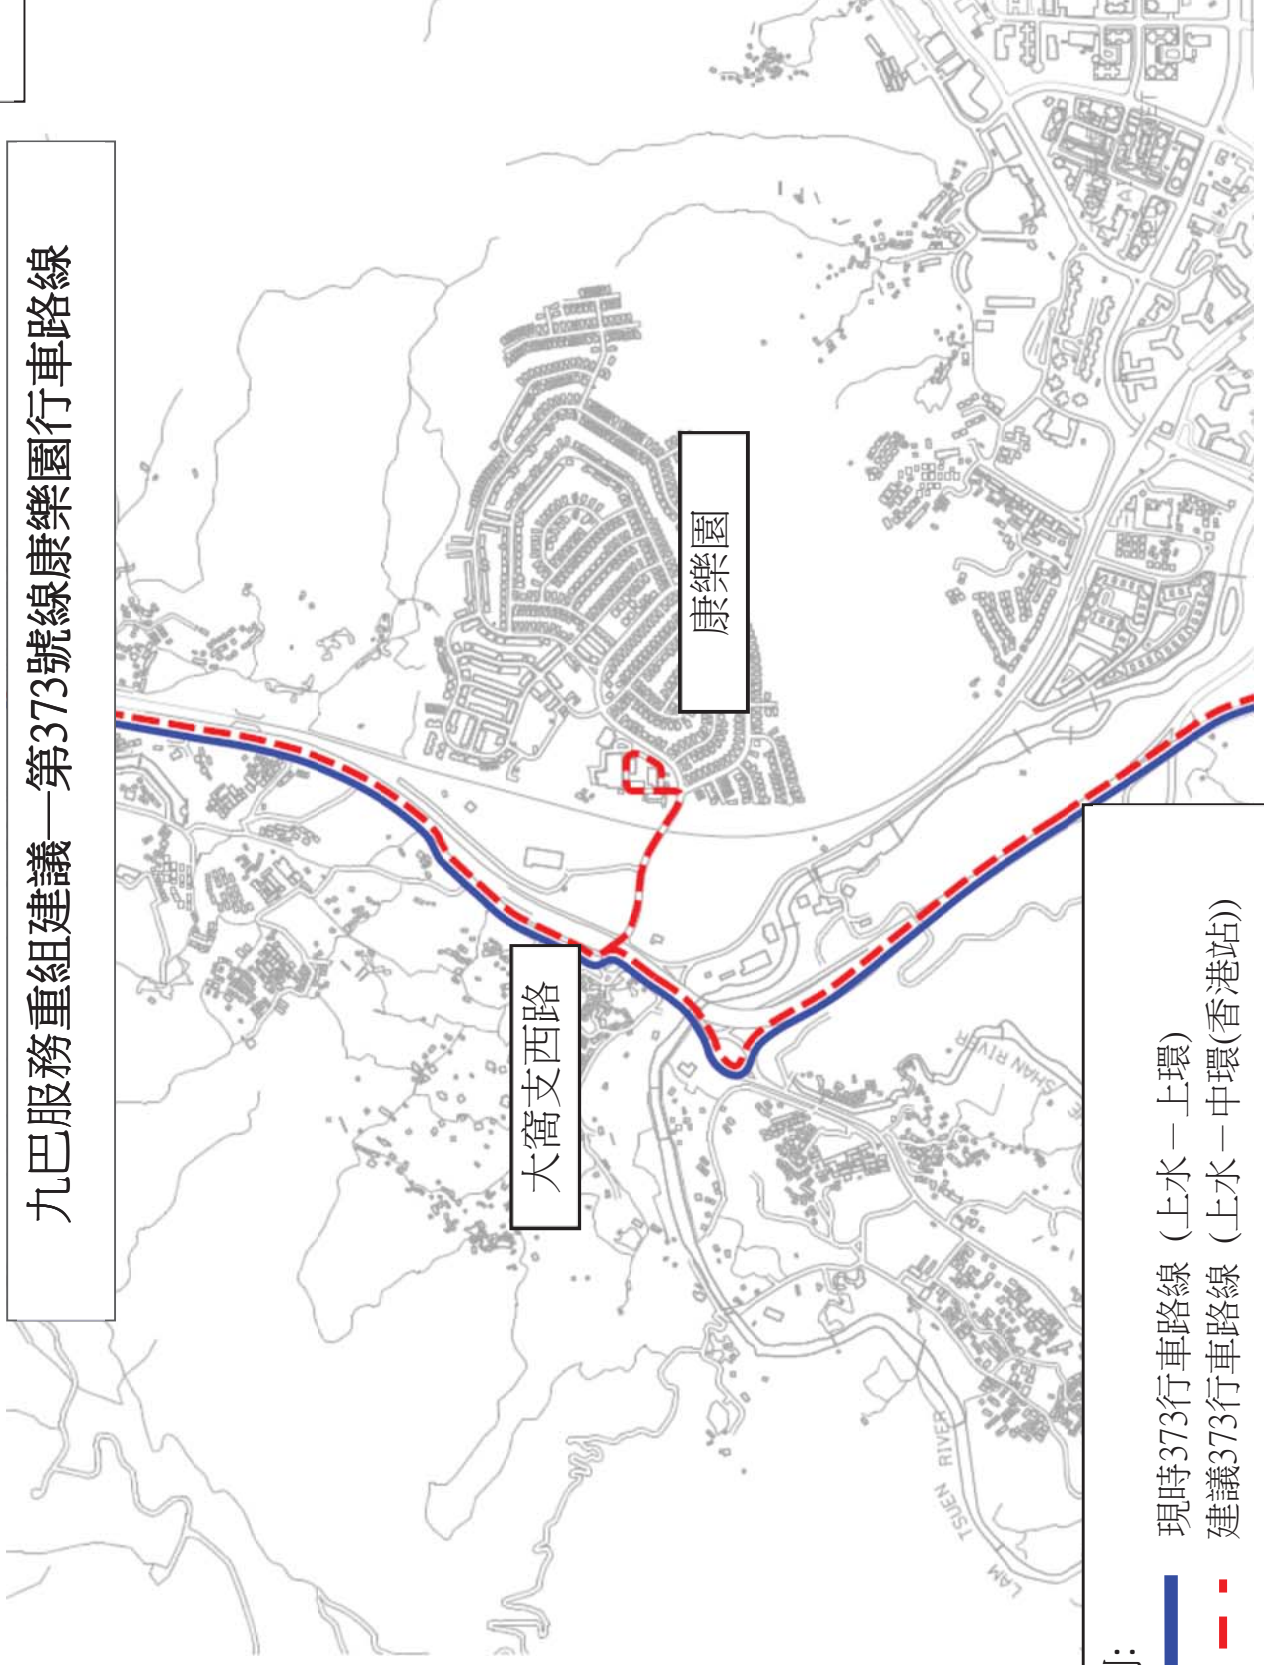 九巴服務重組建議—第373號線康樂園行車路線
康樂園
大窩支西路
SHAN RIVER
LAM TSUEN RIVER
現時373行車路線（上水－上環）
建議373行車路線（上水－中環(香港站)）